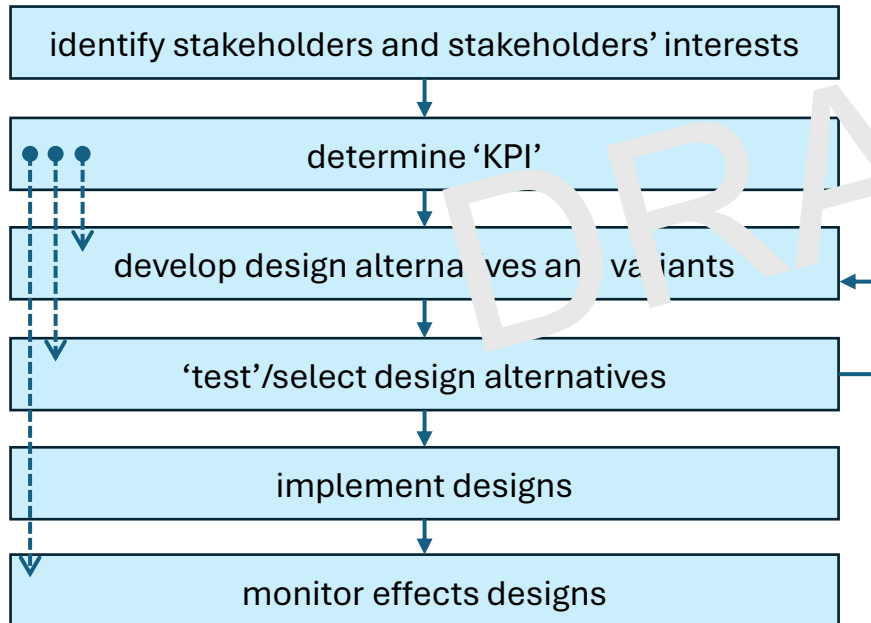 identify stakeholders and stakeholders’ interests
determine ‘KPI’
DRA
develop design alternatives and variants
‘test’/select design alternatives
implement designs
monitor effects designs